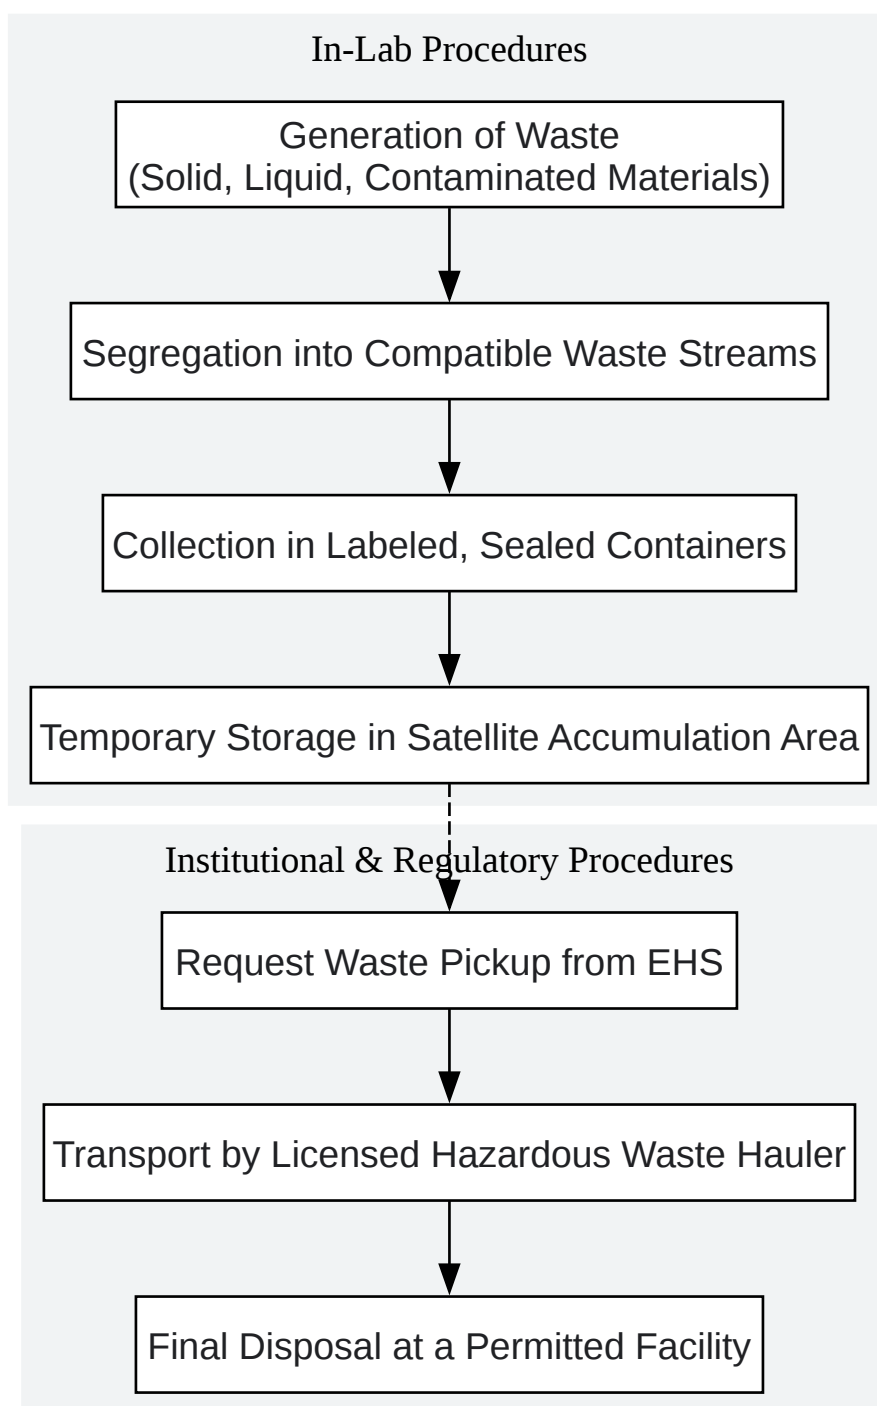 In-Lab Procedures
Generation of Waste
(Solid, Liquid, Contaminated Materials)
Segregation into Compatible Waste Streams
Collection in Labeled, Sealed Containers
Temporary Storage in Satellite Accumulation Area
Institutional & Regulatory Procedures
Request Waste Pickup from EHS
Transport by Licensed Hazardous Waste Hauler
Final Disposal at a Permitted Facility